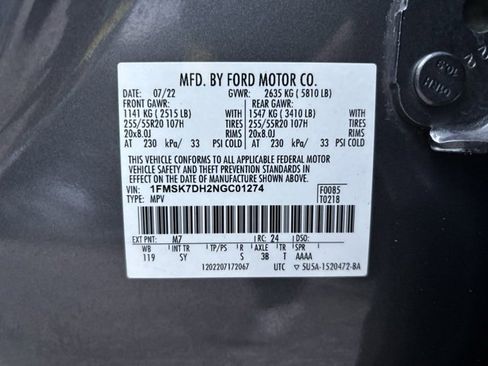 MFD. BY FORD MOTOR CO.
DATE: 07/22 GVWR: 2635 KG ( 5810 LB)
FRONT GAWR: REAR GAWR:
1141 KG ( 2515 LB) WITH 1547 KG ( 3410 LB) WITH
255/55R20 107H TIRES 255/55R20 107H TIRES
20x8.0J RIMS 20x8.0J RIMS
AT 230 kPa/ 33 PSI COLD AT 230 kPa/ 33 PSI COLD
THIS VEHICLE CONFORMS TO ALL APPLICABLE FEDERAL MOTOR
VEHICLE SAFETY AND THEFT PREVENTION STANDARDS IN
EFFECT ON THE DATE OF MANUFACTURE SHOWN ABOVE.
VIN: 1FMSK7DH2NGC01274 F0085
TYPE: MPV T0218
EXT PNT: M7 RC: 24 DSO:
WB INT TR TP/PS R AXLE TR SPR
119 SY S 3B T AAAA
1202207172067 UTC 5U5A-1520472-BA